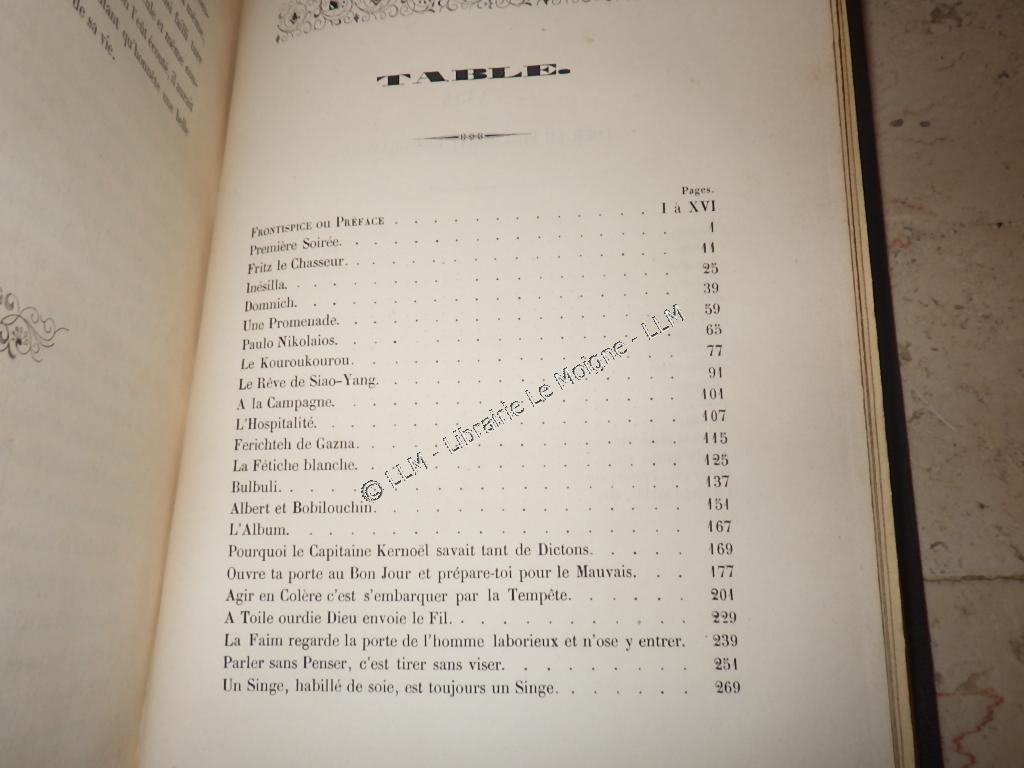 de sa vie.
TABLE.
Pages.
Frontispice ou Préface . . . . . . . . . . I à XVI
Première Soirée. . . . . . . . . . . . . 1
Fritz le Chasseur. . . . . . . . . . . . . 11
Inésilla. . . . . . . . . . . . . . . 25
Domnich. . . . . . . . . . . . . . . 39
Une Promenade. . . . . . . . . . . . . 59
Paulo Nikolaios. . . . . . . . . . . . . 65
Le Kouroukourou. . . . . . . . . . . . . 77
Le Rêve de Siao-Yang. . . . . . . . . . . . 91
A la Campagne. . . . . . . . . . . . . 101
L'Hospitalité. . . . . . . . . . . . . . 107
Ferichteh de Gazna. . . . . . . . . . . . 115
La Fétiche blanche. . . . . . . . . . . . 125
Bulbuli. . . . . . . . . . . . . . . 137
Albert et Bobilouchin. . . . . . . . . . . 151
L'Album. . . . . . . . . . . . . . . 167
Pourquoi le Capitaine Kernoël savait tant de Dictons. . . . . 169
Ouvre ta porte au Bon Jour et prépare-toi pour le Mauvais. . . 177
Agir en Colère c'est s'embarquer par la Tempête. . . . . . 201
A Toile ourdie Dieu envoie le Fil. . . . . . . . . 229
La Faim regarde la porte de l'homme laborieux et n'ose y entrer. . 239
Parler sans Penser, c'est tirer sans viser. . . . . . . . 251
Un Singe, habillé de soie, est toujours un Singe. . . . . . 269
© LLM - Librairie Le Moigne - LLM